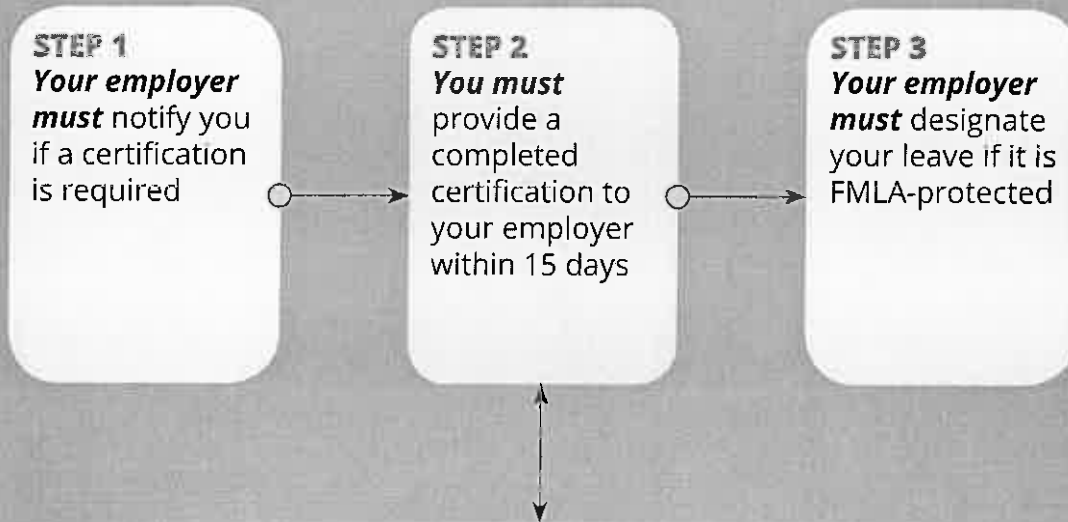 STEP 1
Your employer
must notify you
if a certification
is required
STEP 2
You must
provide a
completed
certification to
your employer
within 15 days
STEP 3
Your employer
must designate
your leave if it is
FMLA-protected